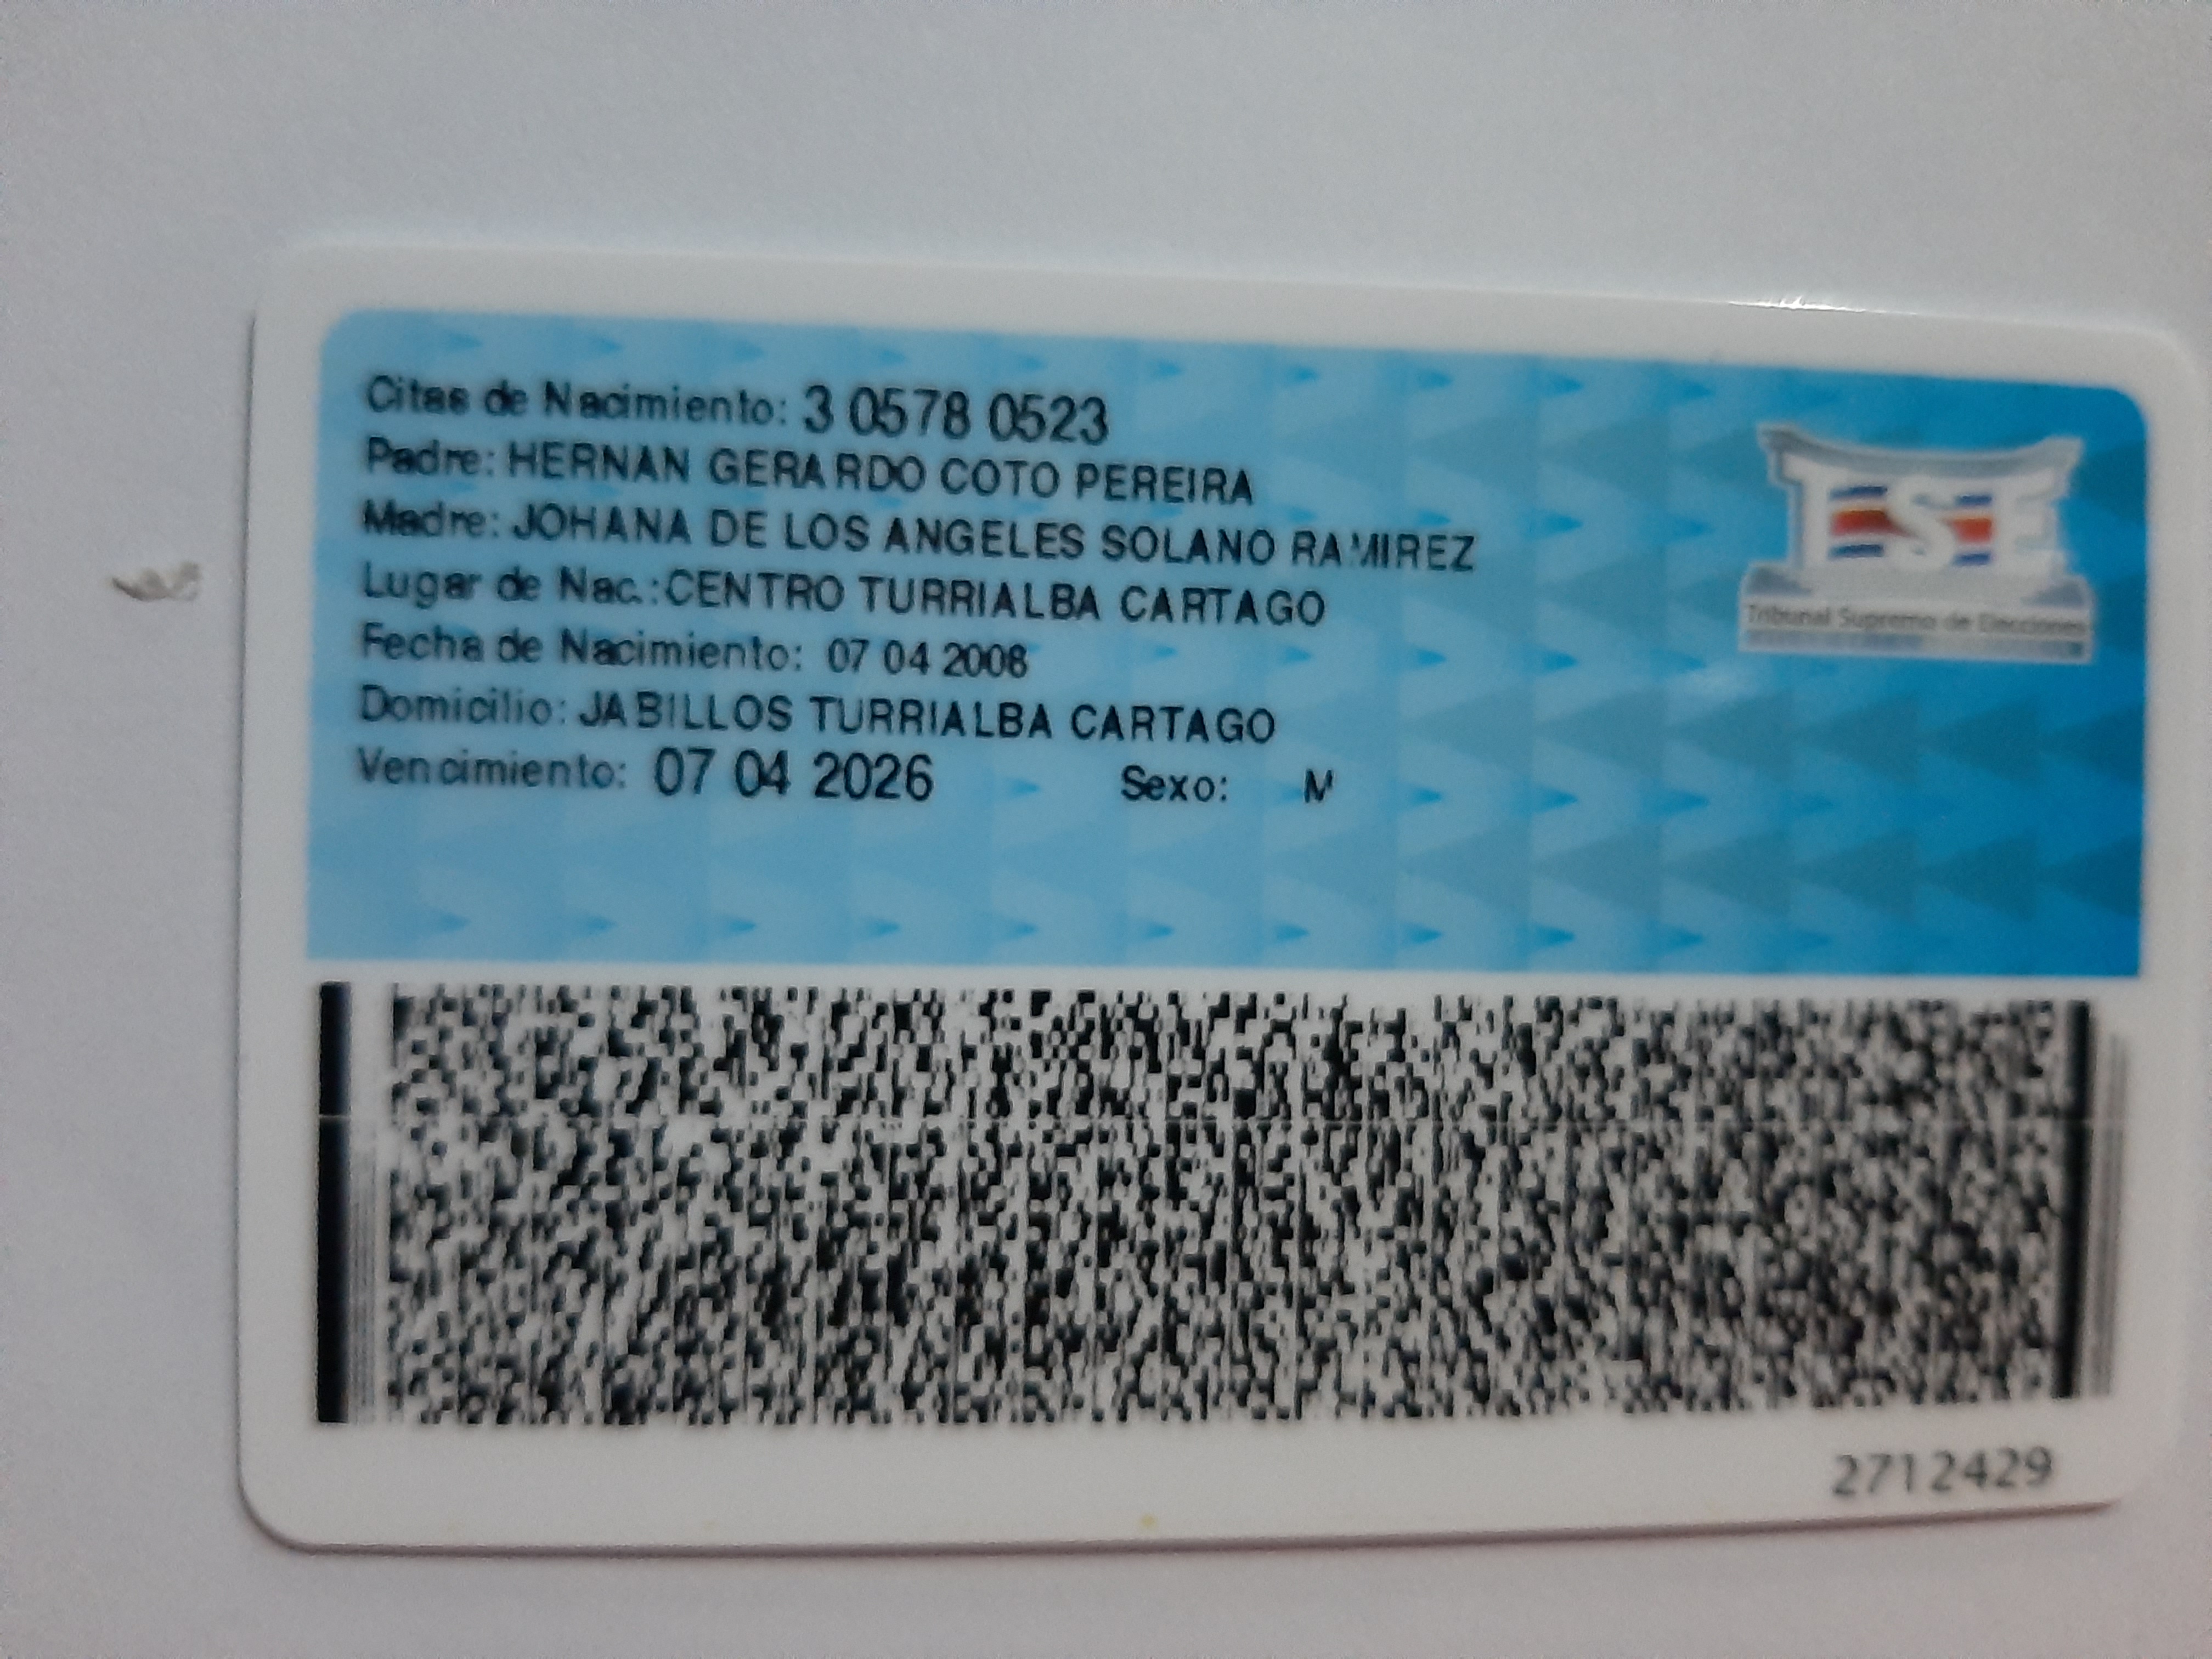 Citas de Nacimiento: 3 0578 0523
Padre: HERNAN GERARDO COTO PEREIRA
Madre: JOHANA DE LOS ANGELES SOLANO RAMIREZ
Lugar de Nac.: CENTRO TURRIALBA CARTAGO
Fecha de Nacimiento: 07 04 2008
Domicilio: JABILLOS TURRIALBA CARTAGO
Vencimiento: 07 04 2026 Sexo: M
Tribunal Supremo de Elecciones
2712429